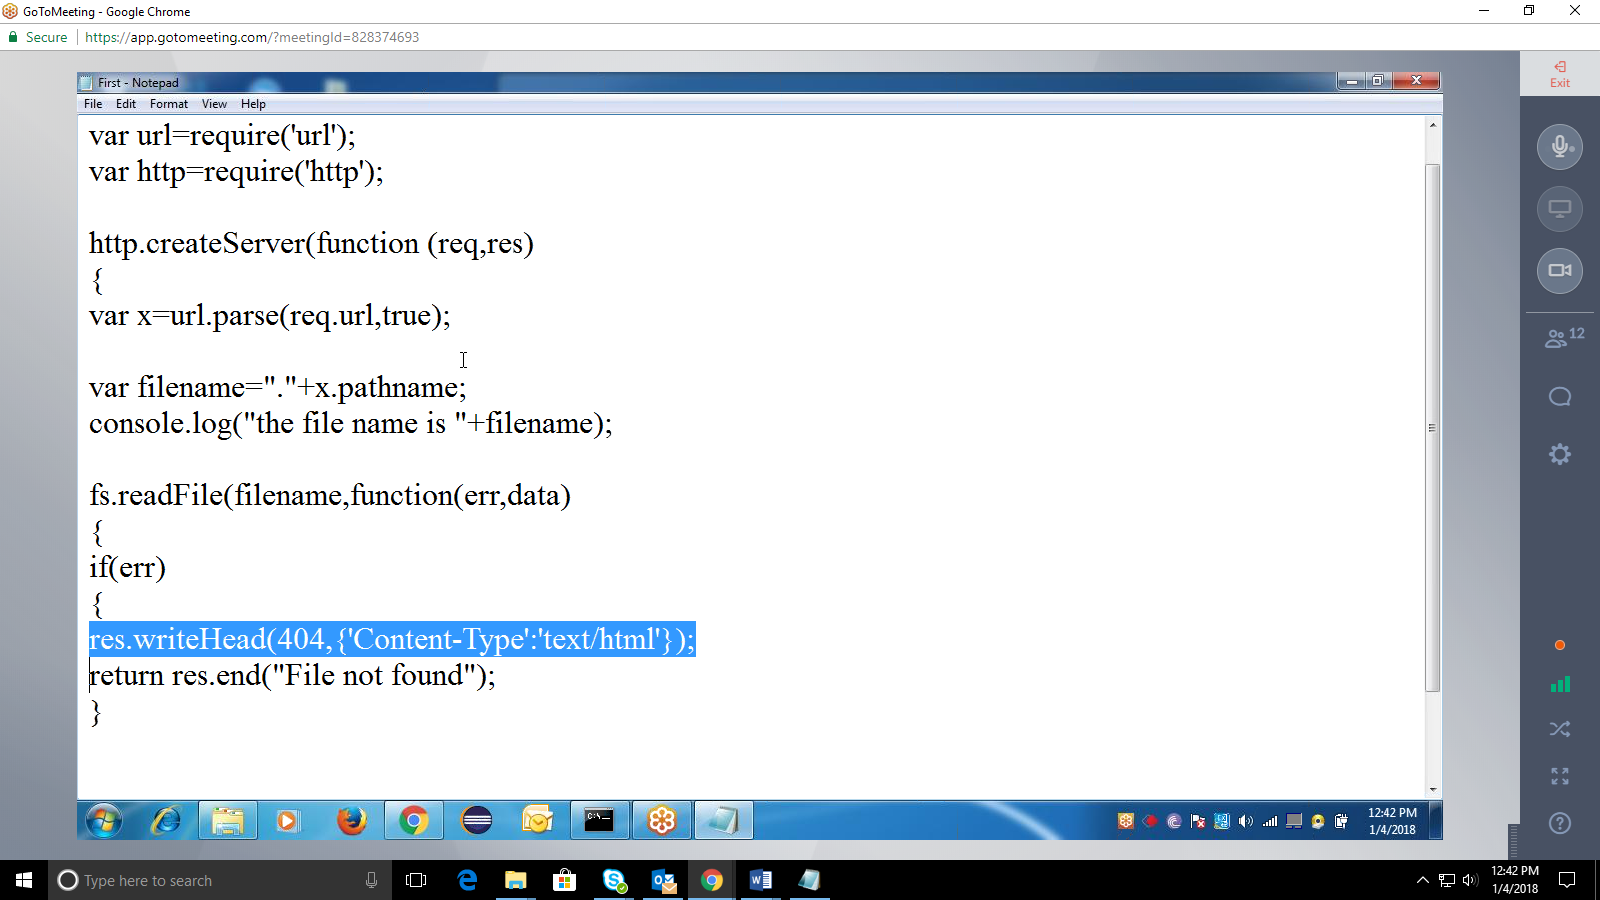 GoToMeeting - Google Chrome
Secure | https://app.gotomeeting.com/?meetingId=828374693
Exit
First - Notepad
File Edit Format View Help
var url=require('url');
var http=require('http');
http.createServer(function (req,res)
{
var x=url.parse(req.url,true);
var filename="."+x.pathname;
console.log("the file name is "+filename);
fs.readFile(filename,function(err,data)
{
if(err)
{
res.writeHead(404,{'Content-Type':'text/html'});
return res.end("File not found");
}
12
12:42 PM
1/4/2018
Type here to search
12:42 PM
1/4/2018